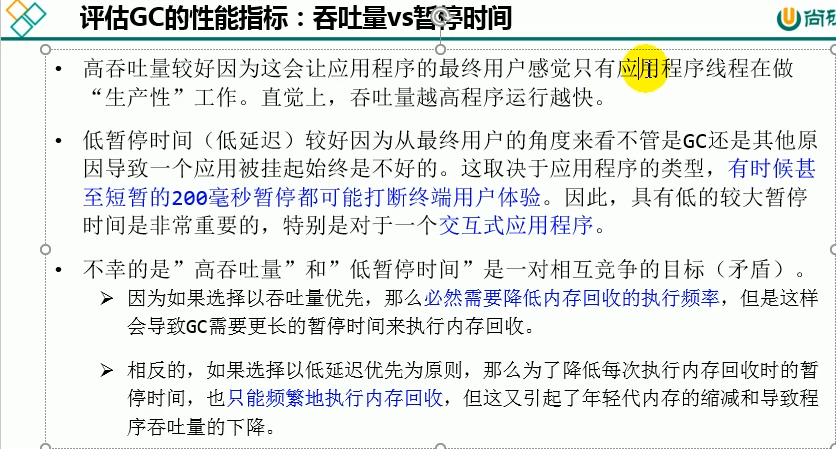 评估GC的性能指标：吞吐量vs暂停时间
尚硅
• 高吞吐量较好因为这会让应用程序的最终用户感觉只有应用程序线程在做
“生产性”工作。直觉上，吞吐量越高程序运行越快。
• 低暂停时间（低延迟）较好因为从最终用户的角度来看不管是GC还是其他原
因导致一个应用被挂起始终是不好的。这取决于应用程序的类型，有时候甚
至短暂的200毫秒暂停都可能打断终端用户体验。因此，具有低的较大暂停
时间是非常重要的，特别是对于一个交互式应用程序。
• 不幸的是”高吞吐量”和”低暂停时间”是一对相互竞争的目标（矛盾）。
➢ 因为如果选择以吞吐量优先，那么必然需要降低内存回收的执行频率，但是这样
会导致GC需要更长的暂停时间来执行内存回收。
➢ 相反的，如果选择以低延迟优先为原则，那么为了降低每次执行内存回收时的暂
停时间，也只能频繁地执行内存回收，但这又引起了年轻代内存的缩减和导致程
序吞吐量的下降。